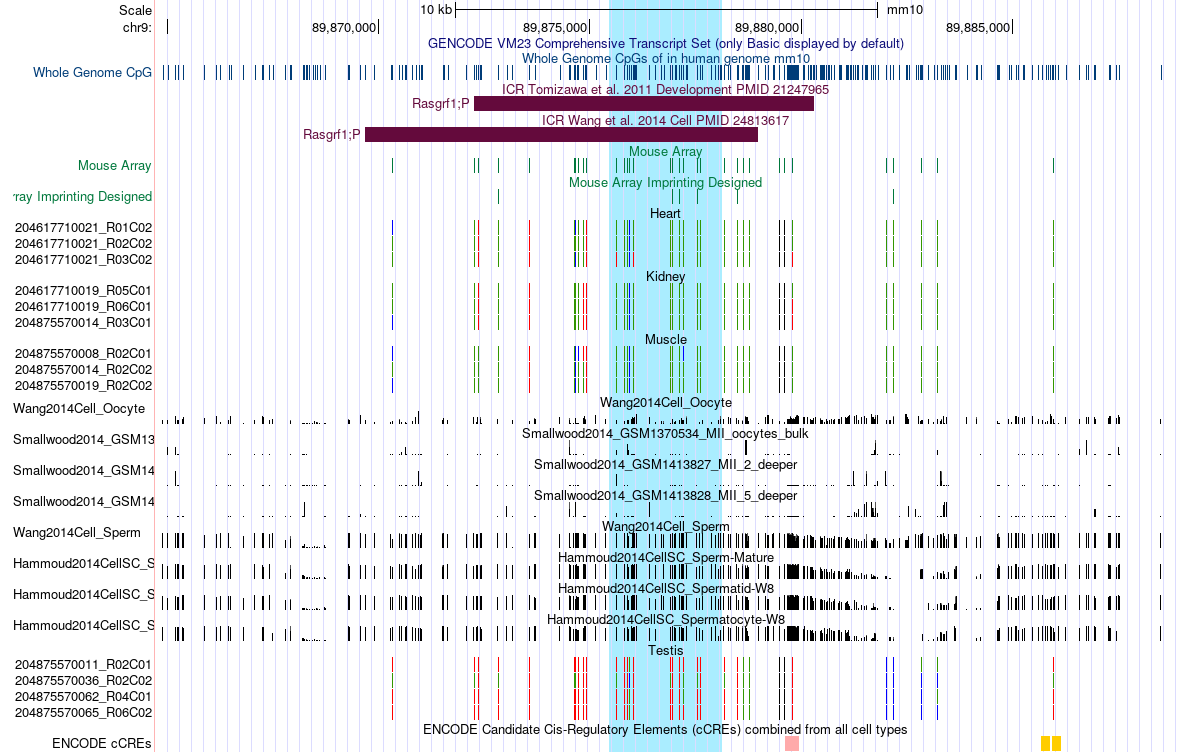 Scale 10 kb mm10
chr9: 89,870,000 89,875,000 89,880,000 89,885,000
GENCODE VM23 Comprehensive Transcript Set (only Basic displayed by default)
Whole Genome CpGs of in human genome mm10
Whole Genome CpG
ICR Tomizawa et al. 2011 Development PMID 21247965
Rasgrf1;P
ICR Wang et al. 2014 Cell PMID 24813617
Rasgrf1;P
Mouse Array
Mouse Array
Mouse Array Imprinting Designed
rray Imprinting Designed
Heart
204617710021_R01C02
204617710021_R02C02
204617710021_R03C02
Kidney
204617710019_R05C01
204617710019_R06C01
204875570014_R03C01
Muscle
204875570008_R02C01
204875570014_R02C02
204875570019_R02C02
Wang2014Cell_Oocyte
Wang2014Cell_Oocyte
Smallwood2014_GSM1370534_MII_oocytes_bulk
Smallwood2014_GSM13
Smallwood2014_GSM1413827_MII_2_deeper
Smallwood2014_GSM14
Smallwood2014_GSM1413828_MII_5_deeper
Smallwood2014_GSM14
Wang2014Cell_Sperm
Wang2014Cell_Sperm
Hammoud2014CellSC_Sperm-Mature
Hammoud2014CellSC_S
Hammoud2014CellSC_Spermatid-W8
Hammoud2014CellSC_S
Hammoud2014CellSC_Spermatocyte-W8
Hammoud2014CellSC_S
Testis
204875570011_R02C01
204875570036_R02C02
204875570062_R04C01
204875570065_R06C02
ENCODE Candidate Cis-Regulatory Elements (cCREs) combined from all cell types
ENCODE cCREs